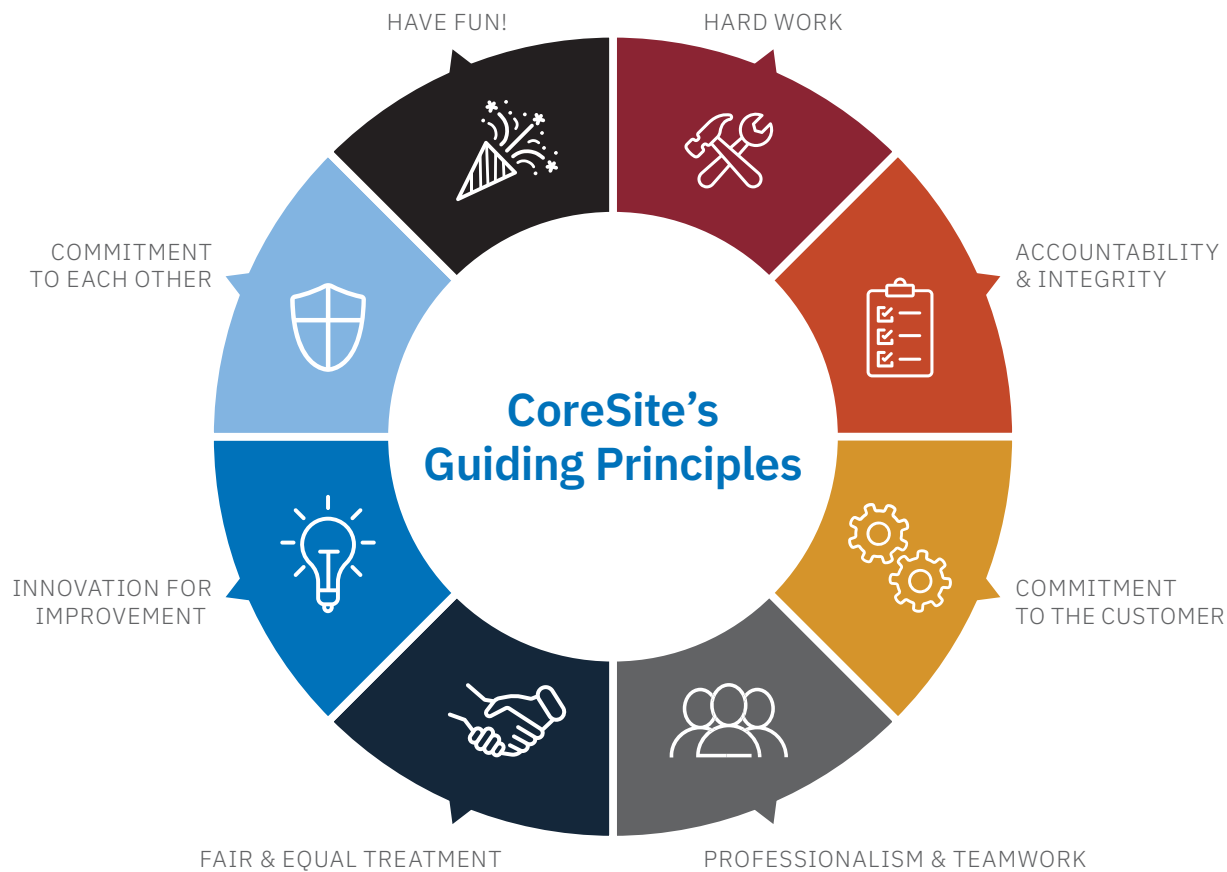 HAVE FUN!
HARD WORK
COMMITMENT
TO EACH OTHER
ACCOUNTABILITY
& INTEGRITY
CoreSite’s
Guiding Principles
INNOVATION FOR
IMPROVEMENT
COMMITMENT
TO THE CUSTOMER
FAIR & EQUAL TREATMENT
PROFESSIONALISM & TEAMWORK